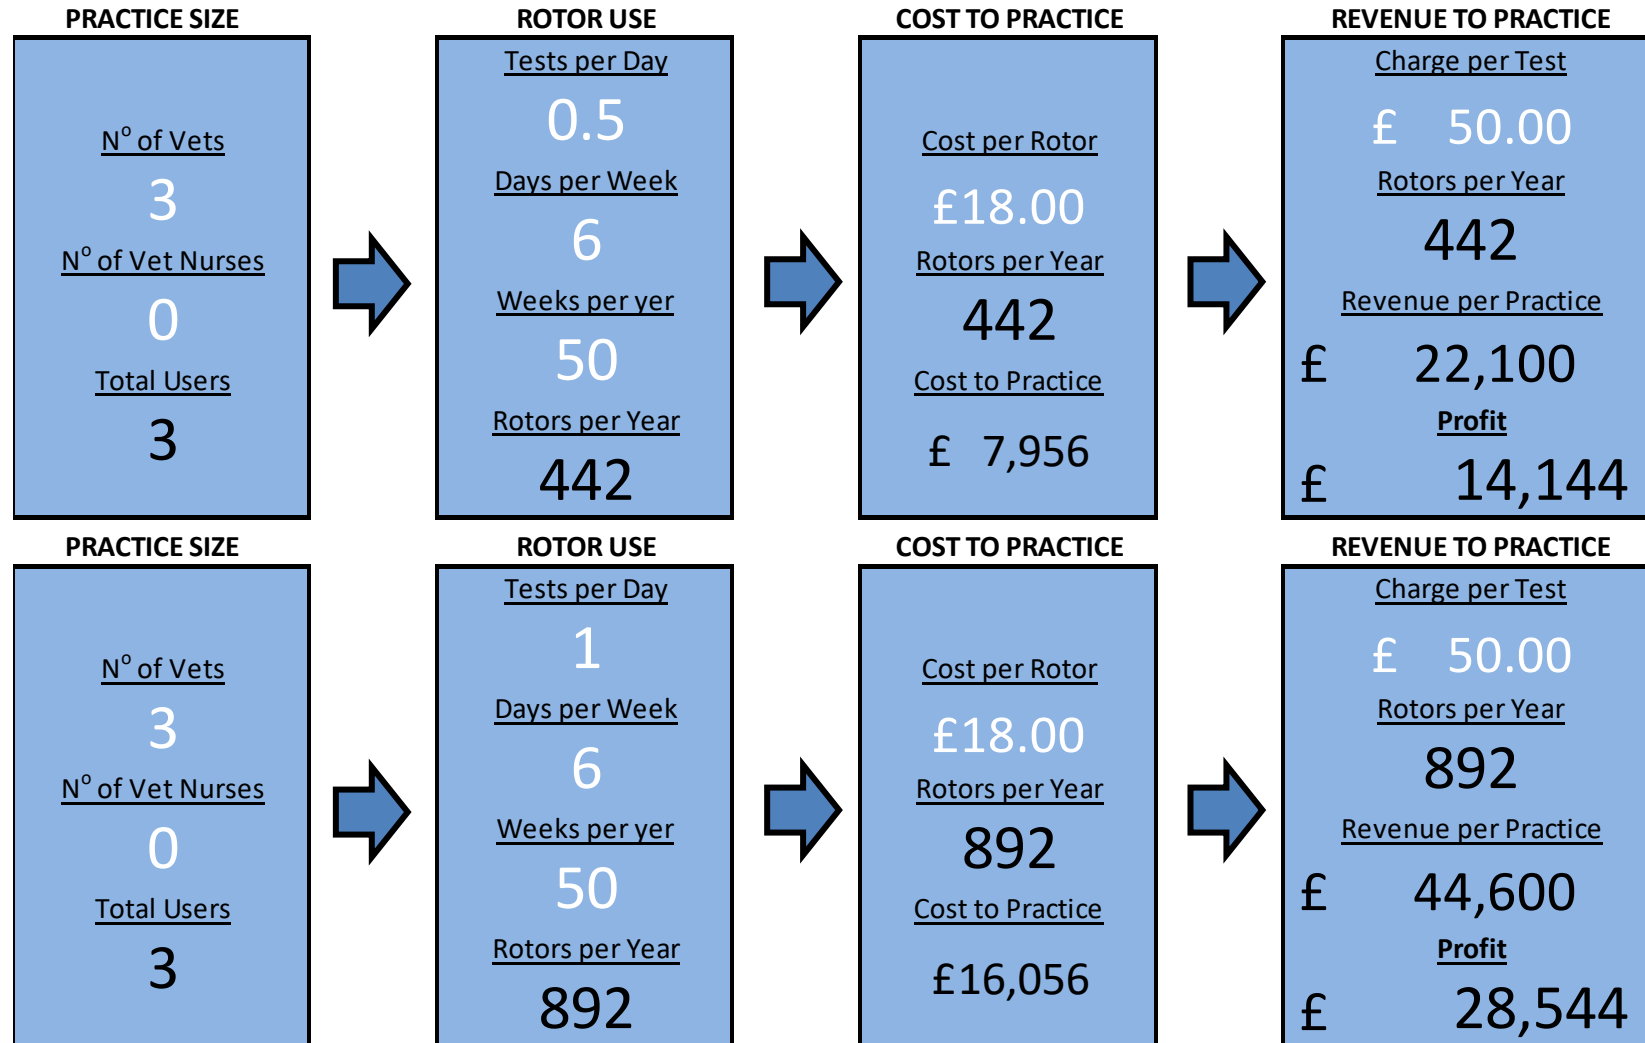 PRACTICE SIZE
Nº of Vets
3
Nº of Vet Nurses
0
Total Users
3
ROTOR USE
Tests per Day
0.5
Days per Week
6
Weeks per yer
50
Rotors per Year
442
COST TO PRACTICE
Cost per Rotor
£18.00
Rotors per Year
442
Cost to Practice
£ 7,956
REVENUE TO PRACTICE
Charge per Test
£ 50.00
Rotors per Year
442
Revenue per Practice
£ 22,100
Profit
£ 14,144
PRACTICE SIZE
Nº of Vets
3
Nº of Vet Nurses
0
Total Users
3
ROTOR USE
Tests per Day
1
Days per Week
6
Weeks per yer
50
Rotors per Year
892
COST TO PRACTICE
Cost per Rotor
£18.00
Rotors per Year
892
Cost to Practice
£16,056
REVENUE TO PRACTICE
Charge per Test
£ 50.00
Rotors per Year
892
Revenue per Practice
£ 44,600
Profit
£ 28,544